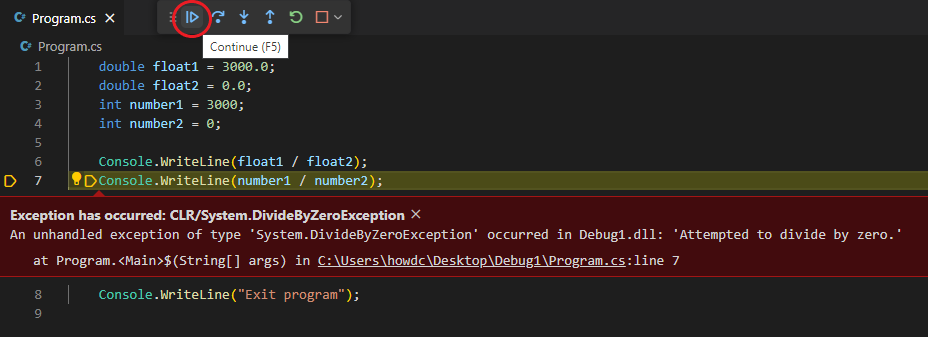 Program.cs
Continue (F5)
Program.cs
1 double float1 = 3000.0;
2 double float2 = 0.0;
3 int number1 = 3000;
4 int number2 = 0;
5
6 Console.WriteLine(float1 / float2);
7 Console.WriteLine(number1 / number2);
Exception has occurred: CLR/System.DivideByZeroException
An unhandled exception of type 'System.DivideByZeroException' occurred in Debug1.dll: 'Attempted to divide by zero.'
at Program.<Main>$(String[] args) in C:\Users\howdc\Desktop\Debug1\Program.cs:line 7
8 Console.WriteLine("Exit program");
9